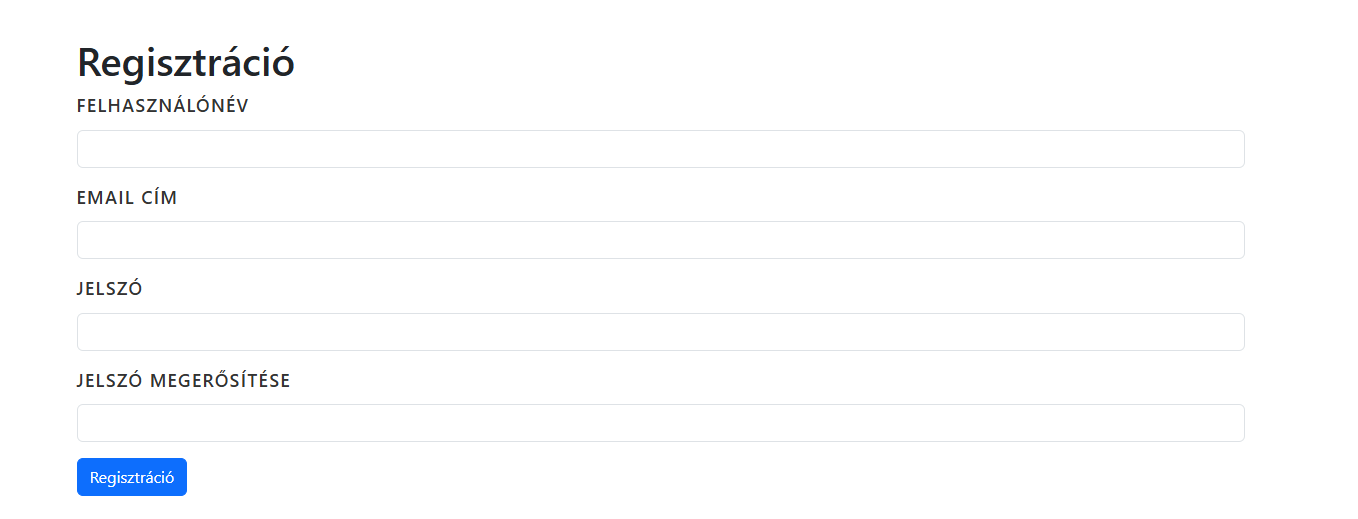 Regisztráció
FELHASZNÁLÓNÉV
EMAIL CÍM
JELSZÓ
JELSZÓ MEGERŐSÍTÉSE
Regisztráció